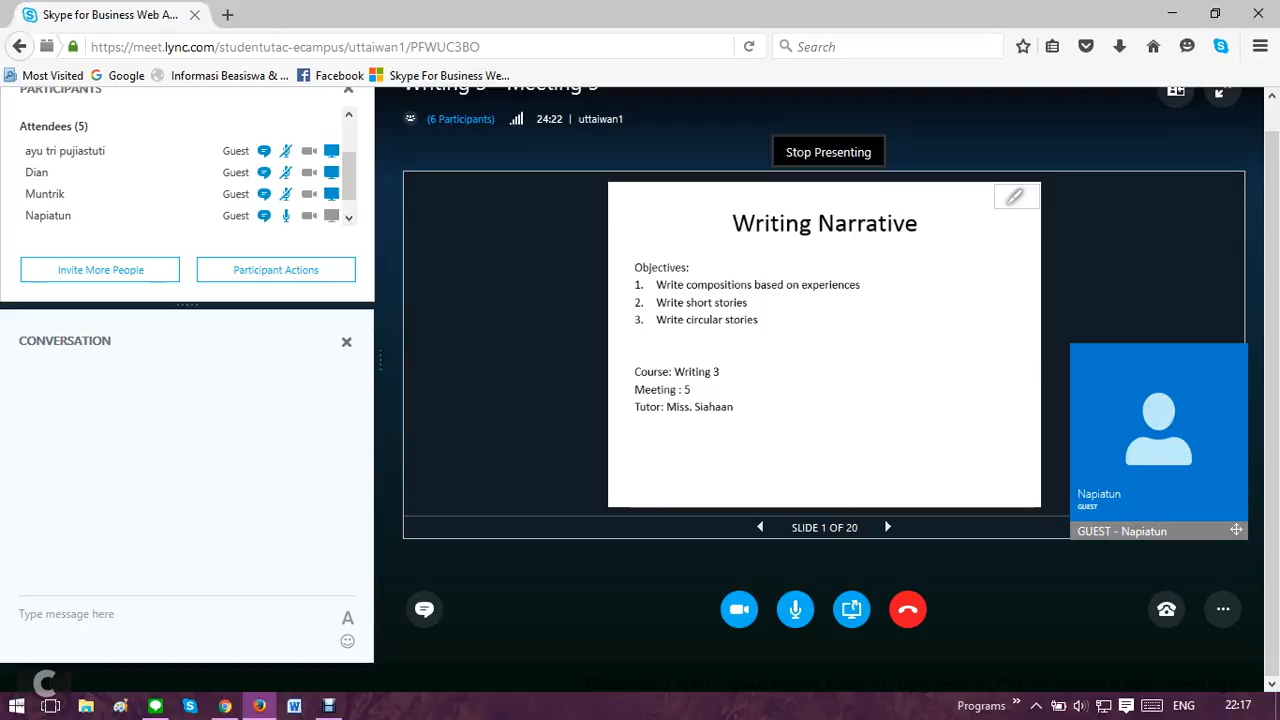 Skype for Business Web A...
https://meet.lync.com/studentutac-ecampus/uttaiwan1/PFWUC3BO
Search
Most Visited
Google
Informasi Beasiswa & ...
Facebook
Skype For Business We...
PARTICIPANTS
Attendees (5)
ayu tri pujiastuti Guest
Dian Guest
Muntrik Guest
Napiatun Guest
Invite More People
Participant Actions
CONVERSATION
Type message here
A
(6 Participants) 24:22 | uttaiwan1
Stop Presenting
Writing Narrative
Objectives:
1. Write compositions based on experiences
2. Write short stories
3. Write circular stories
Course: Writing 3
Meeting : 5
Tutor: Miss. Siahaan
SLIDE 1 OF 20
Napiatun
GUEST
GUEST - Napiatun
Programs
ENG
22:17